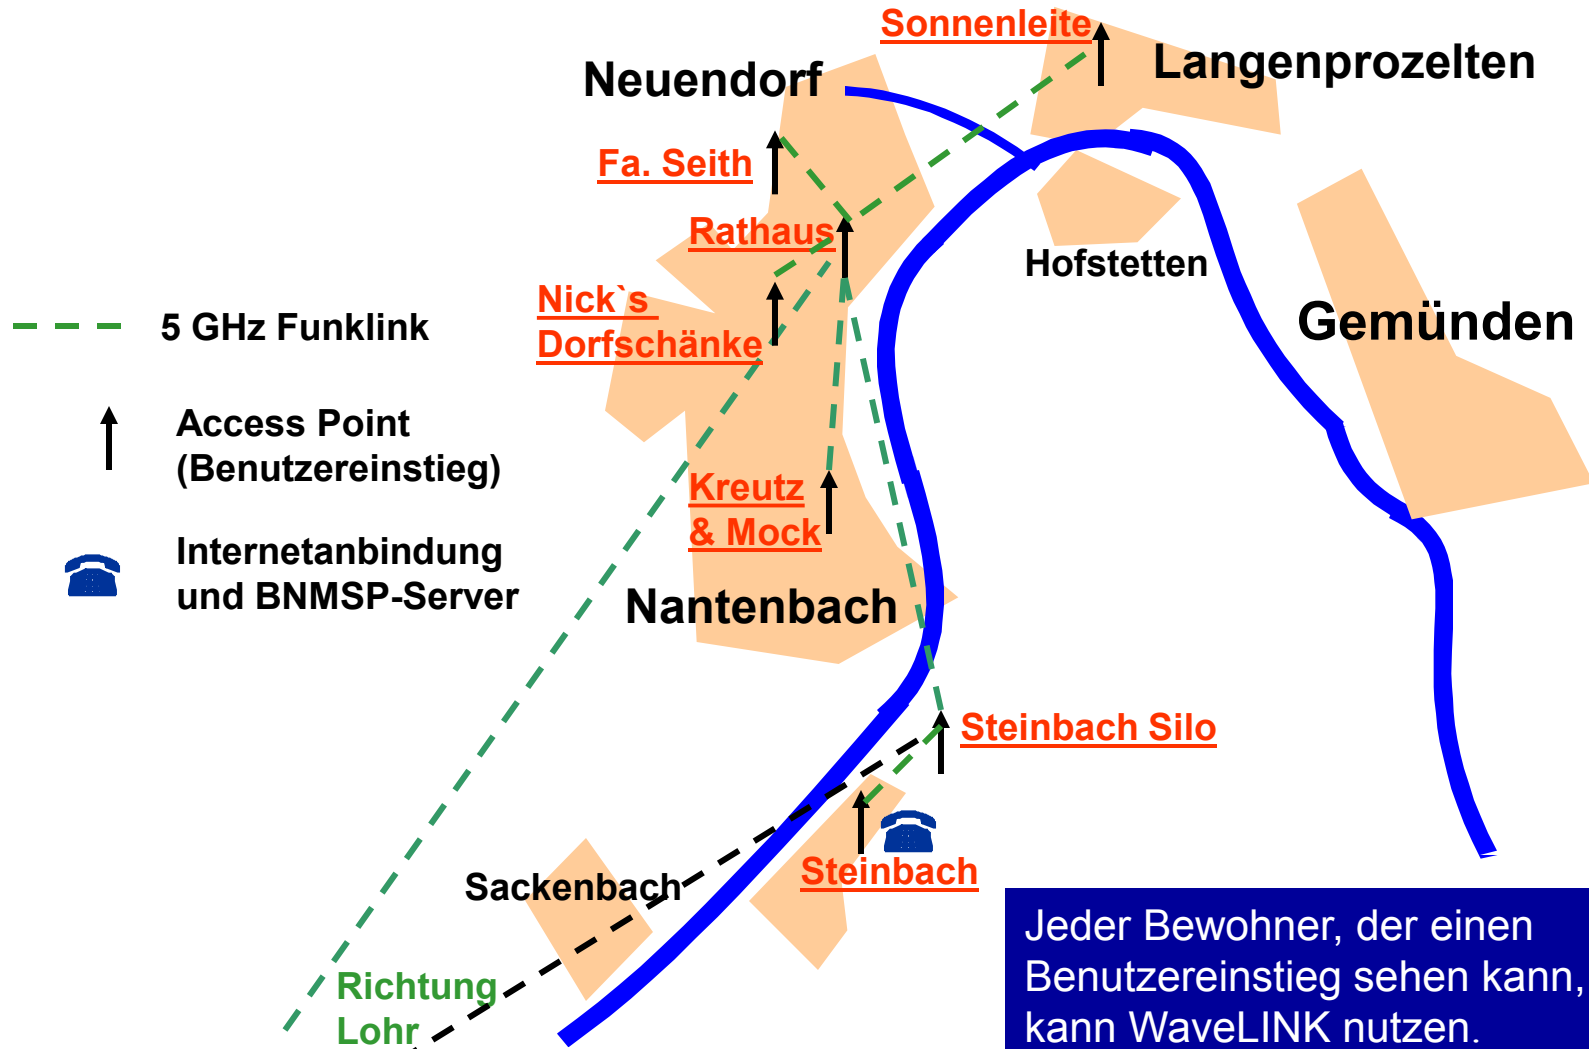 Sonnenleite
Langenprozelten
Neuendorf
Fa. Seith
Rathaus
Hofstetten
Nick`s
Dorfschänke
Gemünden
5 GHz Funklink
Access Point
(Benutzereinstieg)
Internetanbindung
und BNMSP-Server
Kreutz
& Mock
Nantenbach
Steinbach Silo
Steinbach
Sackenbach
Richtung
Lohr
Jeder Bewohner, der einen
Benutzereinstieg sehen kann,
kann WaveLINK nutzen.